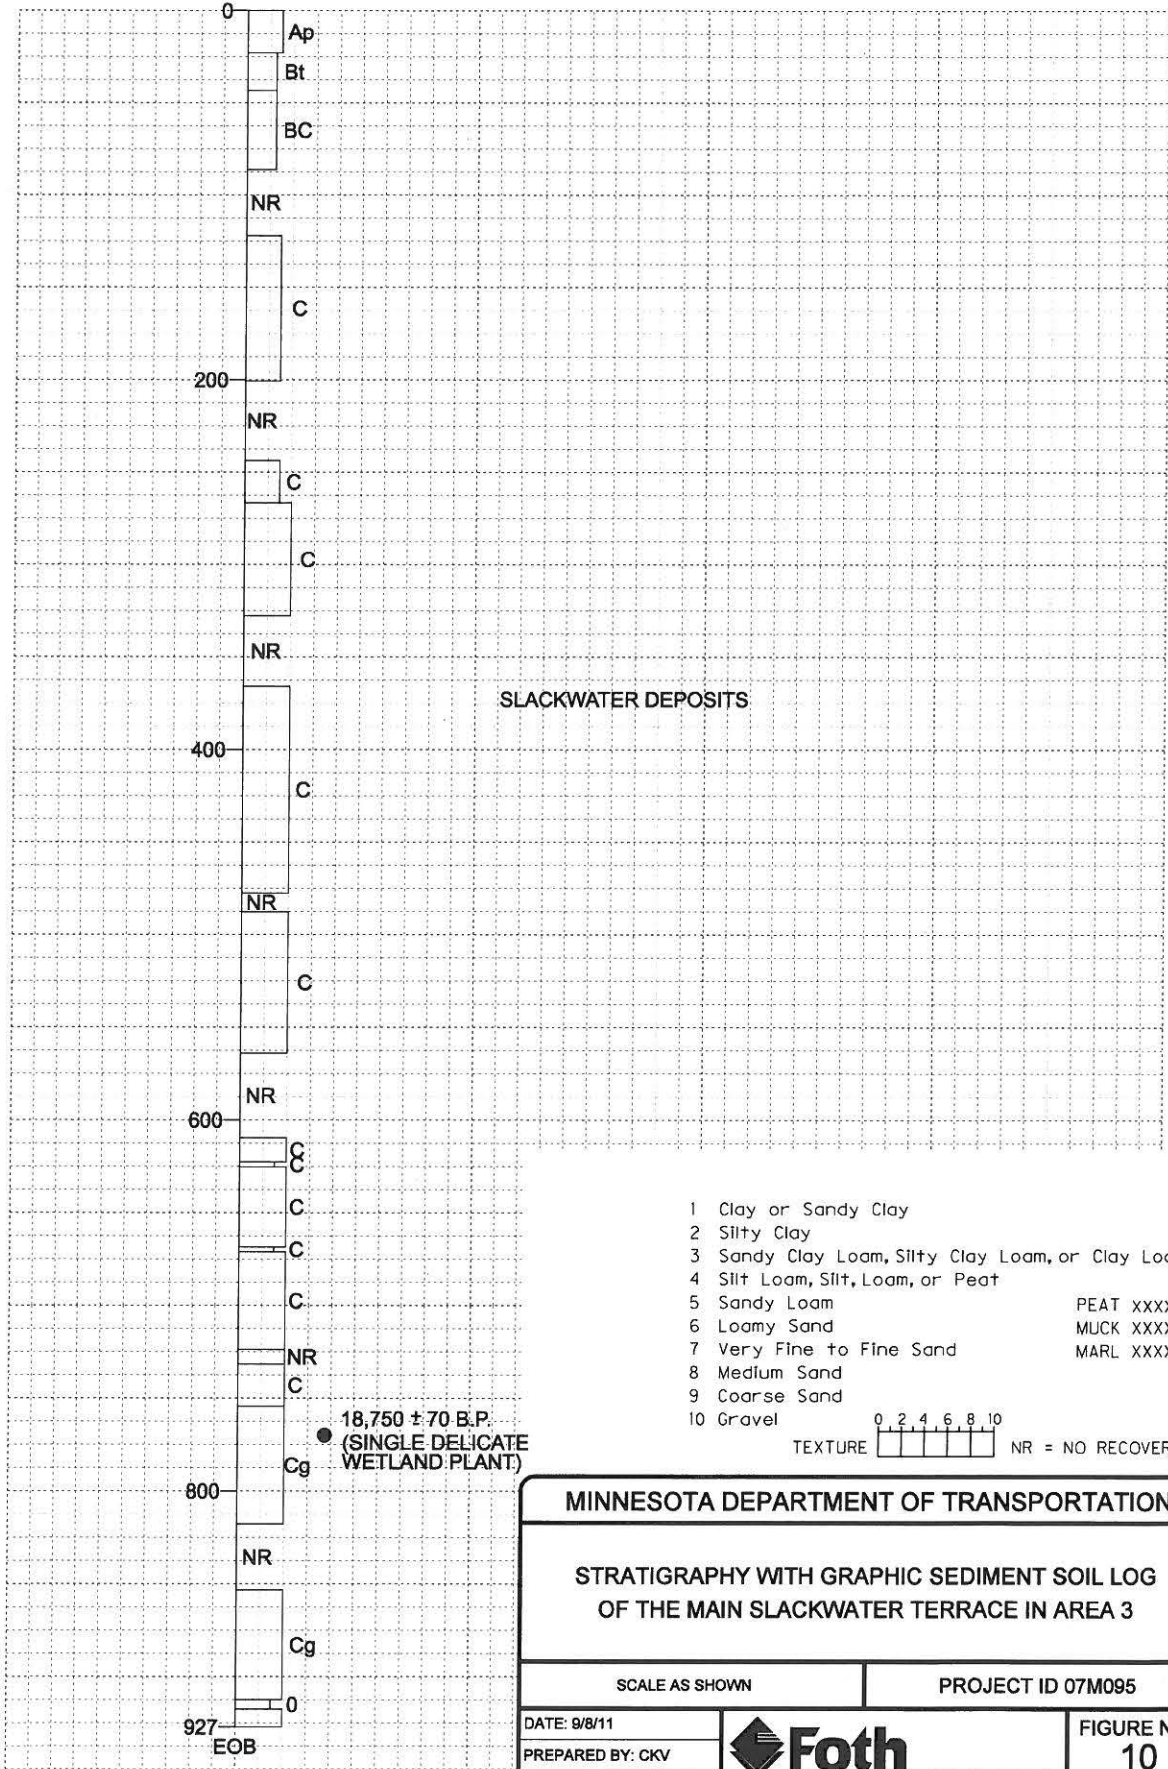 0
Ap
Bt
BC
NR
C
200
NR
C
C
NR
SLACKWATER DEPOSITS
400
C
NR
C
NR
600
C
C
C
C
C
NR
C
18,750 ± 70 B.P.
(SINGLE DELICATE
WETLAND PLANT)
Cg
800
NR
Cg
0
927
EOB
1 Clay or Sandy Clay
2 Silty Clay
3 Sandy Clay Loam, Silty Clay Loam, or Clay Loa
4 Silt Loam, Silt, Loam, or Peat
5 Sandy Loam PEAT XXXX
6 Loamy Sand MUCK XXXX
7 Very Fine to Fine Sand MARL XXXX
8 Medium Sand
9 Coarse Sand
10 Gravel
0 2 4 6 8 10
TEXTURE NR = NO RECOVER
MINNESOTA DEPARTMENT OF TRANSPORTATION
STRATIGRAPHY WITH GRAPHIC SEDIMENT SOIL LOG
OF THE MAIN SLACKWATER TERRACE IN AREA 3
SCALE AS SHOWN PROJECT ID 07M095
DATE: 9/8/11
PREPARED BY: CKV
Foth
FIGURE N
10